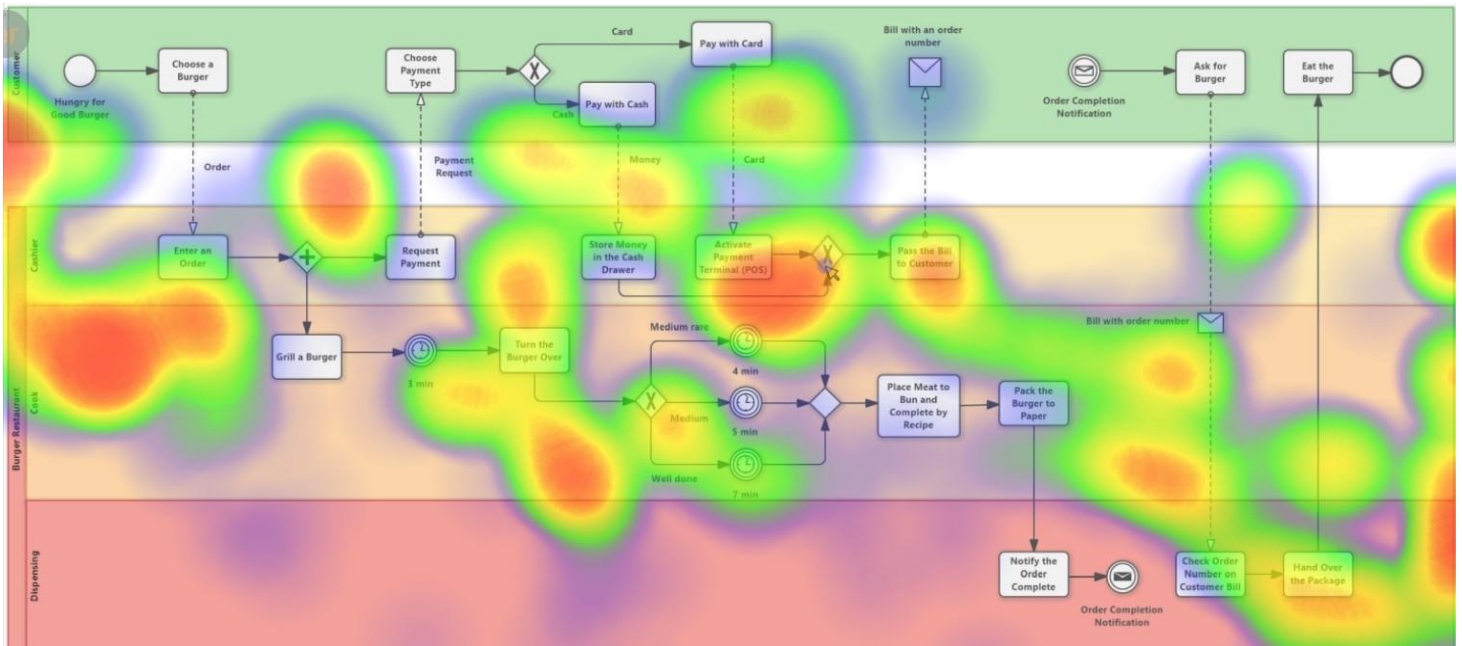 Customer
Hungry for
Good Burger
Choose a
Burger
Order
Choose
Payment
Type
Payment
Request
Card
Cash
Pay with Card
Pay with Cash
Money
Card
Bill with an order
number
Order Completion
Notification
Ask for
Burger
Eat the
Burger
Burger Restaurant
Cashier
Enter an
Order
Request
Payment
Store Money
in the Cash
Drawer
Activate
Payment
Terminal (POS)
Pass the Bill
to Customer
Cook
Grill a Burger
3 min
Turn the
Burger Over
Medium rare
4 min
Medium
5 min
Well done
7 min
Place Meat to
Bun and
Complete by
Recipe
Pack the
Burger to
Paper
Bill with order number
Dispensing
Notify the
Order
Complete
Order Completion
Notification
Check Order
Number on
Customer Bill
Hand Over
the Package